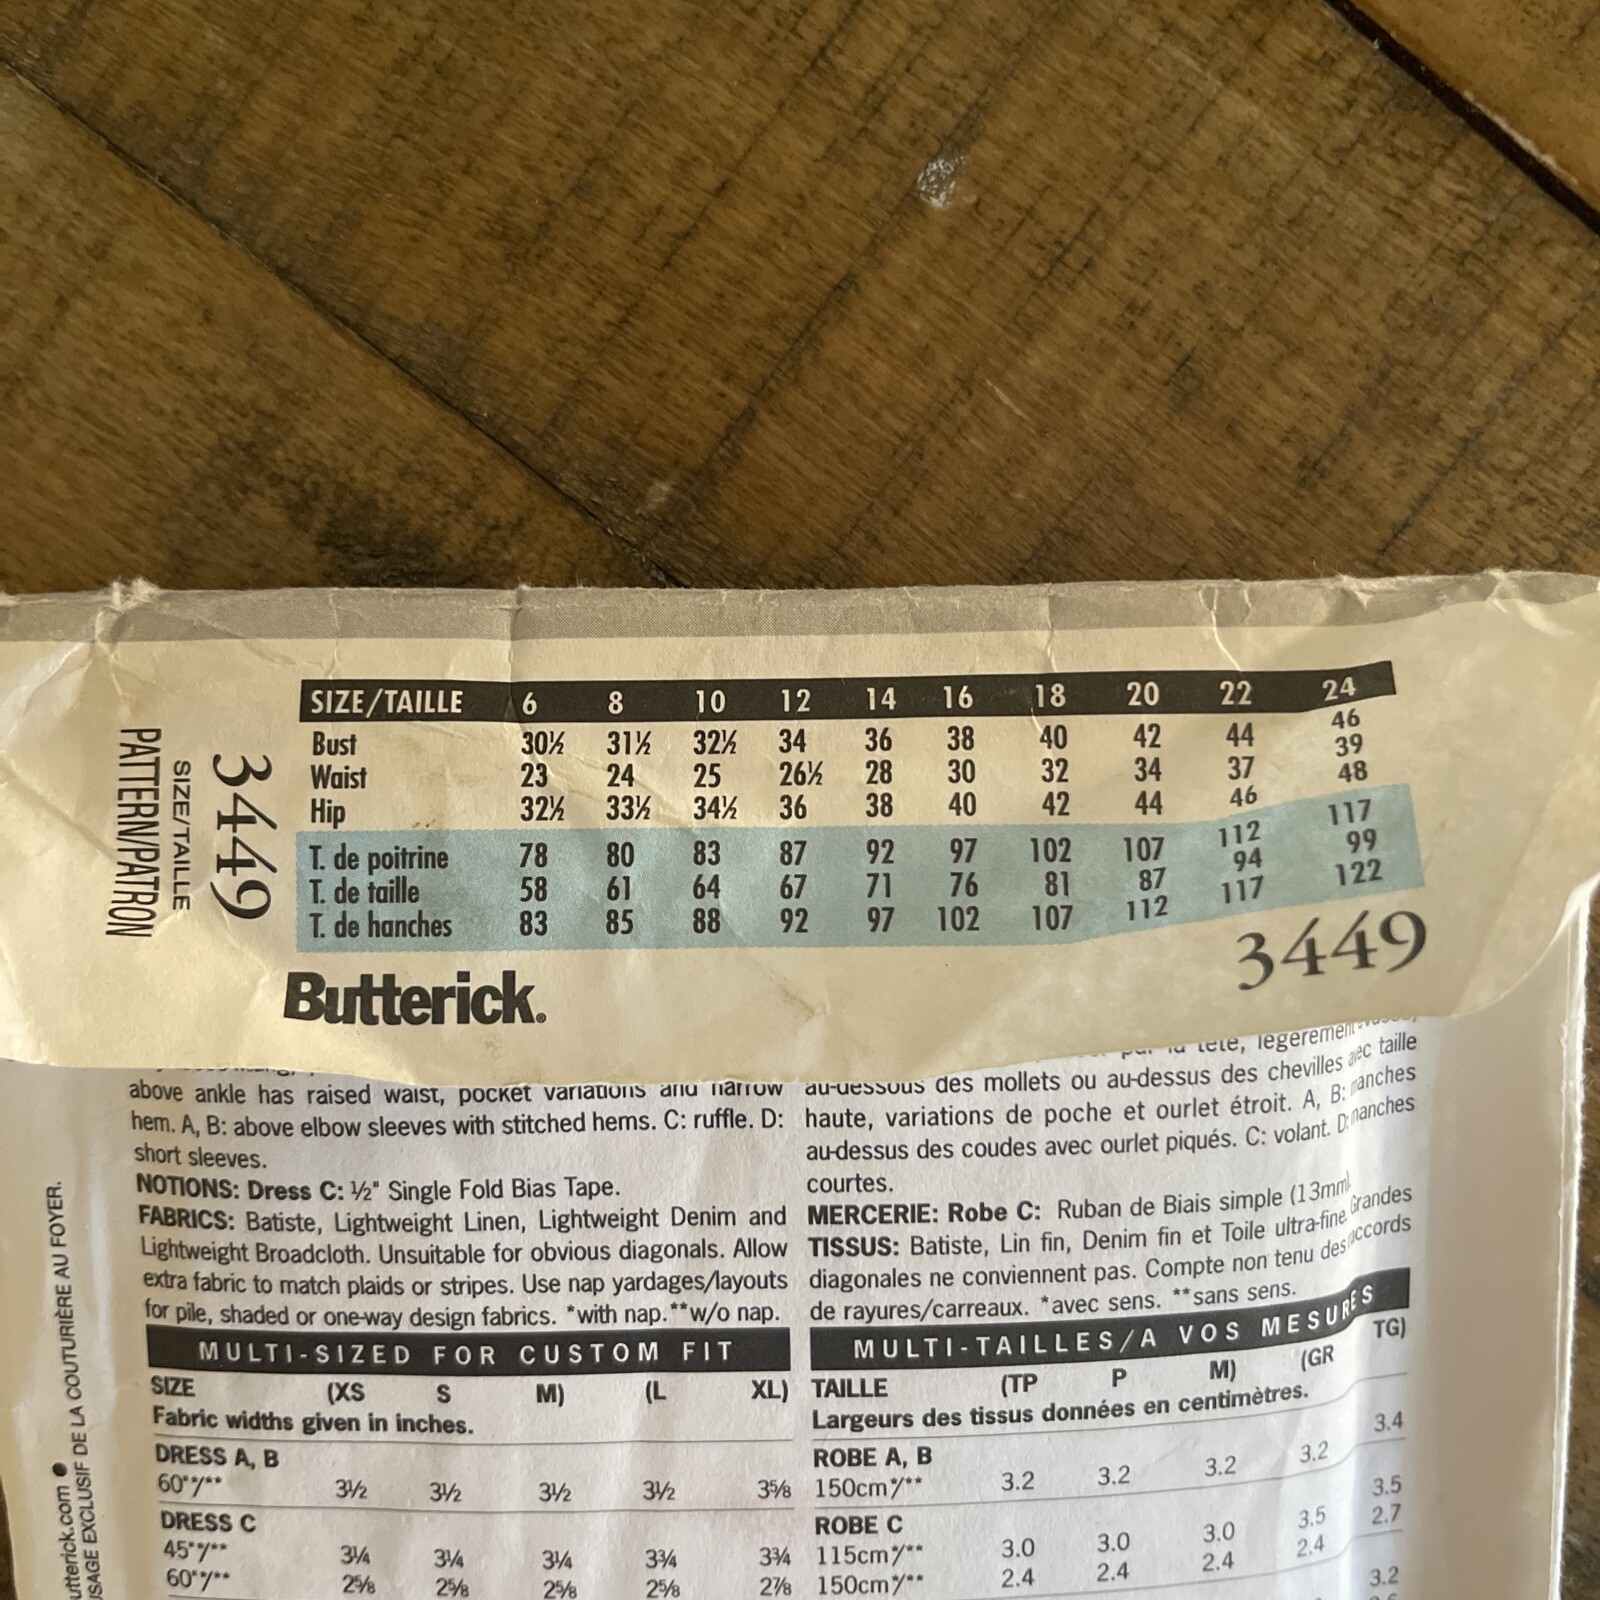 SIZE/TAILLE 6 8 10 12 14 16 18 20 22 24
Bust 30½ 31½ 32½ 34 36 38 40 42 44 46
Waist 23 24 25 26½ 28 30 32 34 37 39
Hip 32½ 33½ 34½ 36 38 40 42 44 46 48
T. de poitrine 78 80 83 87 92 97 102 107 112 117
T. de taille 58 61 64 67 71 76 81 87 94 99
T. de hanches 83 85 88 92 97 102 107 112 117 122
3449
SIZE/TAILLE
PATTERN/PATRON
Butterick.
3449
above ankle has raised waist, pocket variations and narrow
hem. A, B: above elbow sleeves with stitched hems. C: ruffle. D:
short sleeves.
NOTIONS: Dress C: ½" Single Fold Bias Tape.
FABRICS: Batiste, Lightweight Linen, Lightweight Denim and
Lightweight Broadcloth. Unsuitable for obvious diagonals. Allow
extra fabric to match plaids or stripes. Use nap yardages/layouts
for pile, shaded or one-way design fabrics. *with nap.**w/o nap.
MULTI-SIZED FOR CUSTOM FIT
SIZE (XS S M) (L XL)
Fabric widths given in inches.
DRESS A, B
60"*/** 3½ 3½ 3½ 3½ 3⅝
DRESS C
45"*/** 3¼ 3¼ 3¼ 3¾ 3¾
60"*/** 2⅝ 2⅝ 2⅝ 2⅝ 2⅞
la tête, légèrement
au-dessous des mollets ou au-dessus des chevilles avec taille
haute, variations de poche et ourlet étroit. A, B: manches
au-dessus des coudes avec ourlet piqués. C: volant. D: manches
courtes.
MERCERIE: Robe C: Ruban de Biais simple (13mm).
TISSUS: Batiste, Lin fin, Denim fin et Toile ultra-fine. Grandes
diagonales ne conviennent pas. Compte non tenu des accords
de rayures/carreaux. *avec sens. **sans sens.
MULTI-TAILLES/A VOS MESURES
TAILLE (TP P M) (GR TG)
Largeurs des tissus données en centimètres.
ROBE A, B
150cm*/** 3.2 3.2 3.2 3.2 3.4
ROBE C
115cm*/** 3.0 3.0 3.0 3.5 3.5
150cm*/** 2.4 2.4 2.4 2.4 2.7
3.2
utterick.com ●
USAGE EXCLUSIF DE LA COUTURIÈRE AU FOYER.